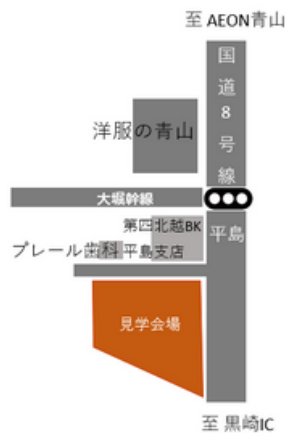 至 AEON青山
国道8号線
洋服の青山
大堀幹線
第四北越BK
平島支店
平島
プレール歯科
見学会場
至 黒崎IC